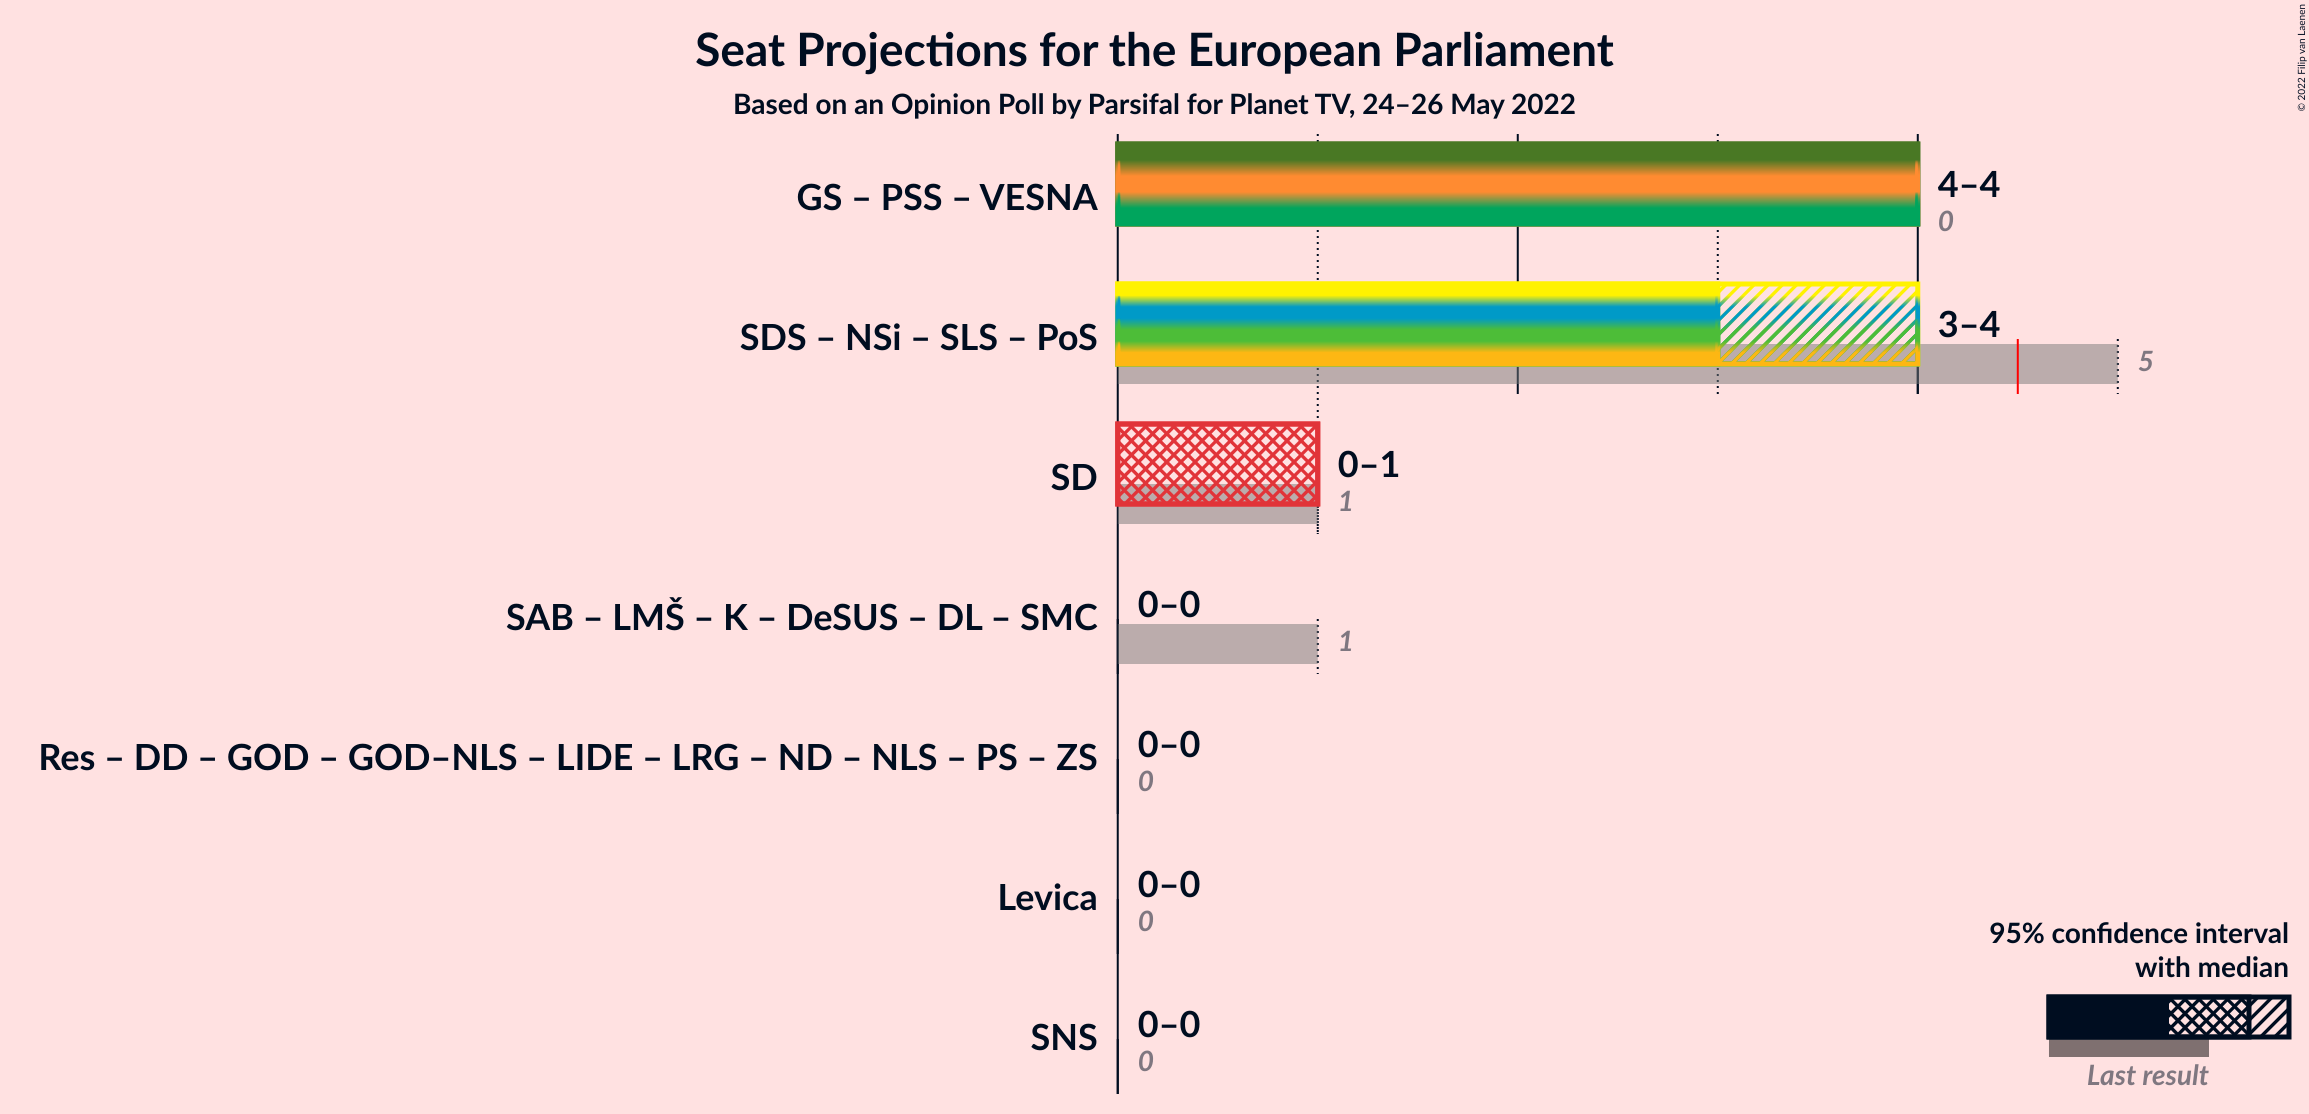 Seat Projections for the European Parliament
Based on an Opinion Poll by Parsifal for Planet TV, 24–26 May 2022
© 2022 Filip van Laenen
GS – PSS – VESNA
4–4
0
SDS – NSi – SLS – PoS
3–4
5
SD
0–1
1
SAB – LMŠ – K – DeSUS – DL – SMC
0–0
1
Res – DD – GOD – GOD–NLS – LIDE – LRG – ND – NLS – PS – ZS
0–0
0
Levica
0–0
0
SNS
0–0
0
95% confidence interval
with median
Last result